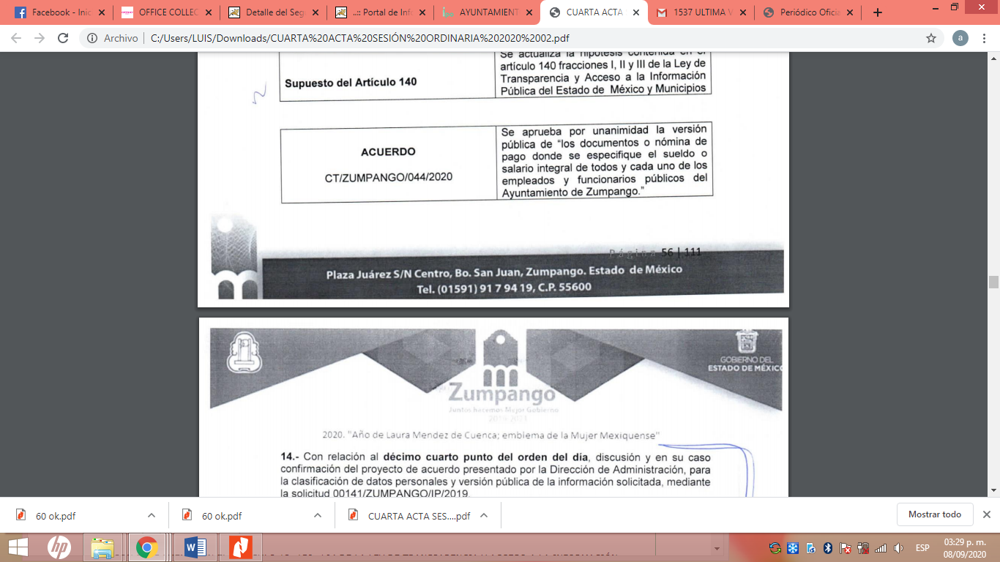 Facebook - Inic
OFFICE COLLEC
Detalle del Seg
..:: Portal de Info
AYUNTAMIENT
CUARTA ACTA
1537 ULTIMA V
Periódico Oficia
Archivo | C:/Users/LUIS/Downloads/CUARTA%20ACTA%20SESIÓN%20ORDINARIA%202020%2002.pdf
a
Supuesto del Artículo 140
Se actualiza la hipótesis contenida en el
artículo 140 fracciones I, II y III de la Ley de
Transparencia y Acceso a la Información
Pública del Estado de México y Municipios
ACUERDO
CT/ZUMPANGO/044/2020
Se aprueba por unanimidad la versión
pública de “los documentos o nómina de
pago donde se especifique el sueldo o
salario integral de todos y cada uno de los
empleados y funcionarios públicos del
Ayuntamiento de Zumpango.”
Página 56 | 111
Plaza Juárez S/N Centro, Bo. San Juan, Zumpango. Estado de México
Tel. (01591) 91 7 94 19, C.P. 55600
GOBIERNO DEL
ESTADO DE MÉXICO
Zumpango
Juntos hacemos Mejor Gobierno
2020. "Año de Laura Mendez de Cuenca; emblema de la Mujer Mexiquense"
14.- Con relación al décimo cuarto punto del orden del día, discusión y en su caso
confirmación del proyecto de acuerdo presentado por la Dirección de Administración, para
la clasificación de datos personales y versión pública de la información solicitada, mediante
la solicitud 00141/ZUMPANGO/IP/2019.
60 ok.pdf
60 ok.pdf
CUARTA ACTA SES....pdf
Mostrar todo
ESP
03:29 p. m.
08/09/2020